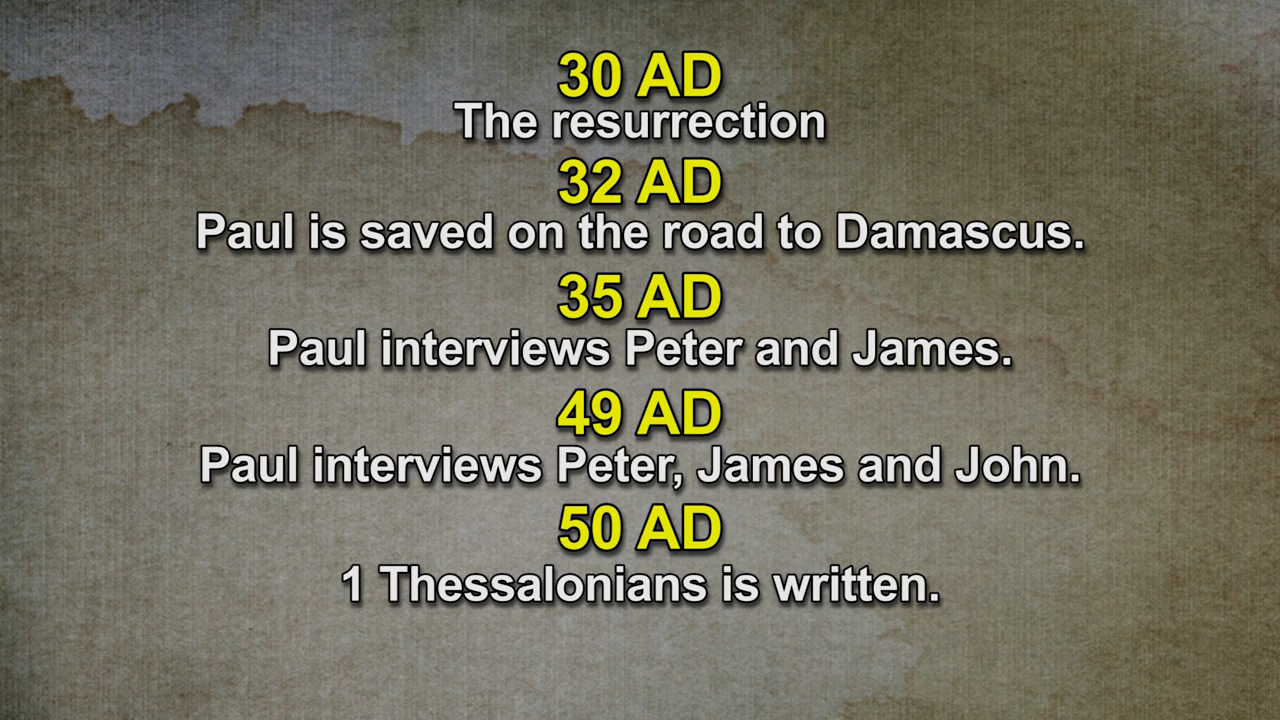 30 AD
The resurrection
32 AD
Paul is saved on the road to Damascus.
35 AD
Paul interviews Peter and James.
49 AD
Paul interviews Peter, James and John.
50 AD
1 Thessalonians is written.